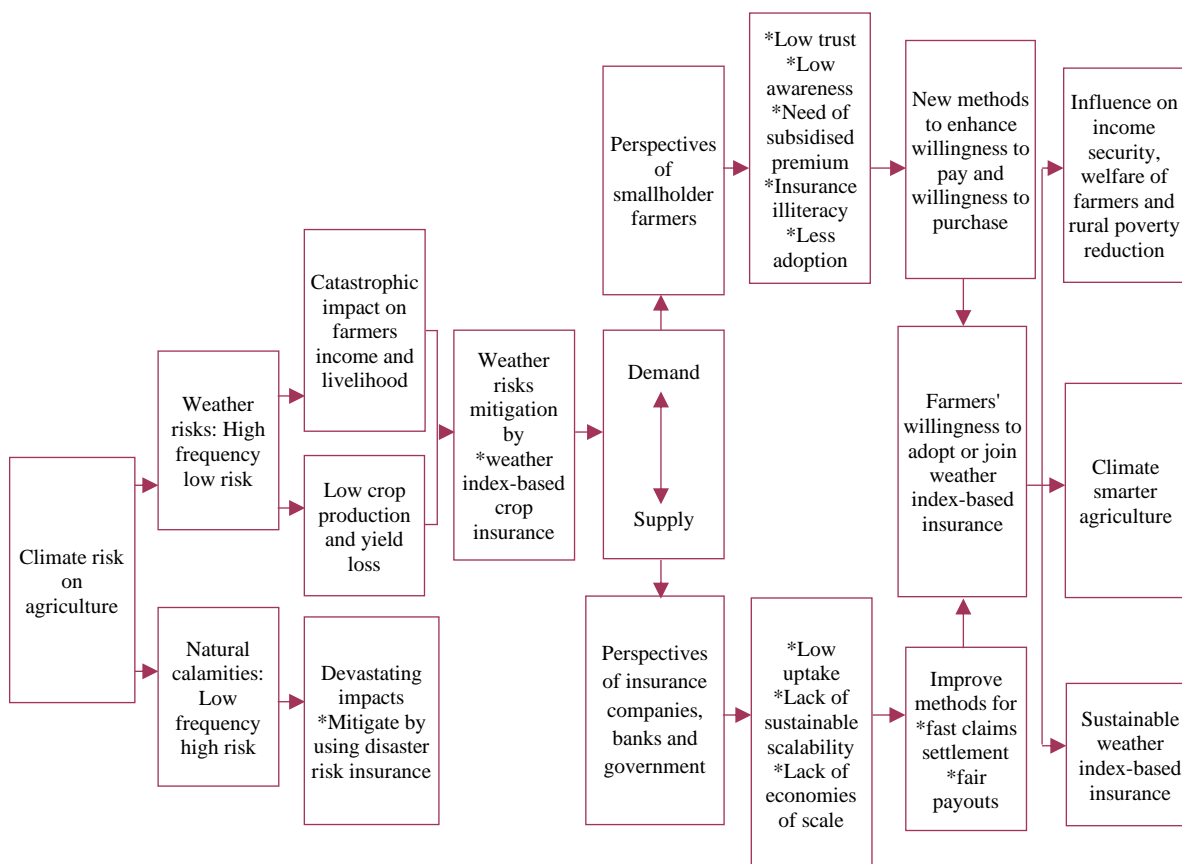 Climate risk
on
agriculture
Weather
risks: High
frequency
low risk
Natural
calamities:
Low
frequency
high risk
Catastrophic
impact on
farmers
income and
livelihood
Low crop
production
and yield
loss
Devastating
impacts
*Mitigate by
using disaster
risk insurance
Weather
risks
mitigation
by
*weather
index-based
crop
insurance
Demand
Supply
Perspectives
of
smallholder
farmers
Perspectives
of insurance
companies,
banks and
government
*Low trust
*Low
awareness
*Need of
subsidised
premium
*Insurance
illiteracy
*Less
adoption
*Low
uptake
*Lack of
sustainable
scalability
*Lack of
economies
of scale
New methods
to enhance
willingness to
pay and
willingness to
purchase
Farmers'
willingness to
adopt or join
weather
index-based
insurance
Improve
methods for
*fast claims
settlement
*fair
payouts
Influence on
income
security,
welfare of
farmers and
rural poverty
reduction
Climate
smarter
agriculture
Sustainable
weather
index-based
insurance